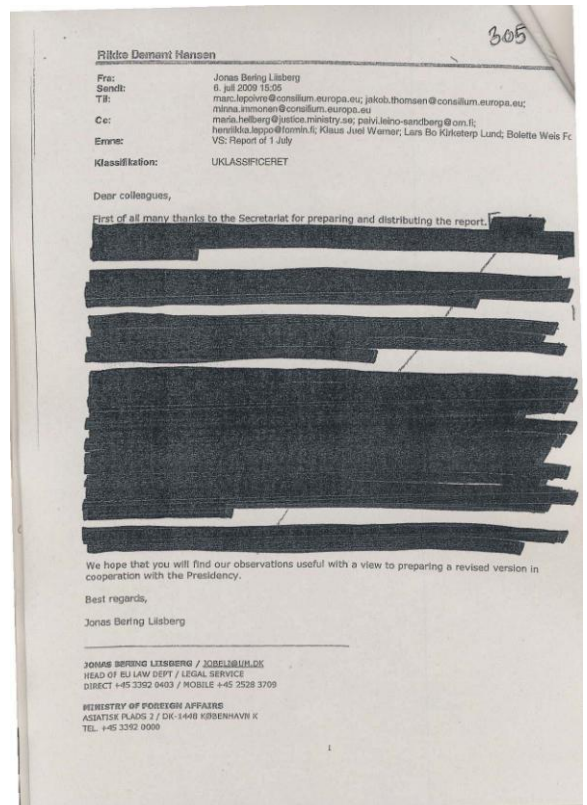 305
Rikke Demant Hansen
Fra: Jonas Bering Liisberg
Sendt: 6. juli 2009 15:05
Til: marc.lepoivre@consilium.europa.eu; jakob.thomsen@consilium.europa.eu;
minna.immonen@consilium.europa.eu
Cc: maria.hellberg@justice.ministry.se; paivi.leino-sandberg@om.fi;
henriikka.leppo@formin.fi; Klaus Juel Werner; Lars Bo Kirketerp Lund; Bolette Weis Fo
Emne: VS: Report of 1 July
Klassifikation: UKLASSIFICERET
Dear colleagues,
First of all many thanks to the Secretariat for preparing and distributing the report.
We hope that you will find our observations useful with a view to preparing a revised version in
cooperation with the Presidency.
Best regards,
Jonas Bering Liisberg
JONAS BERING LIISBERG / JOBELI@UM.DK
HEAD OF EU LAW DEPT / LEGAL SERVICE
DIRECT +45 3392 0403 / MOBILE +45 2528 3709
MINISTRY OF FOREIGN AFFAIRS
ASIATISK PLADS 2 / DK-1448 KØBENHAVN K
TEL. +45 3392 0000
1